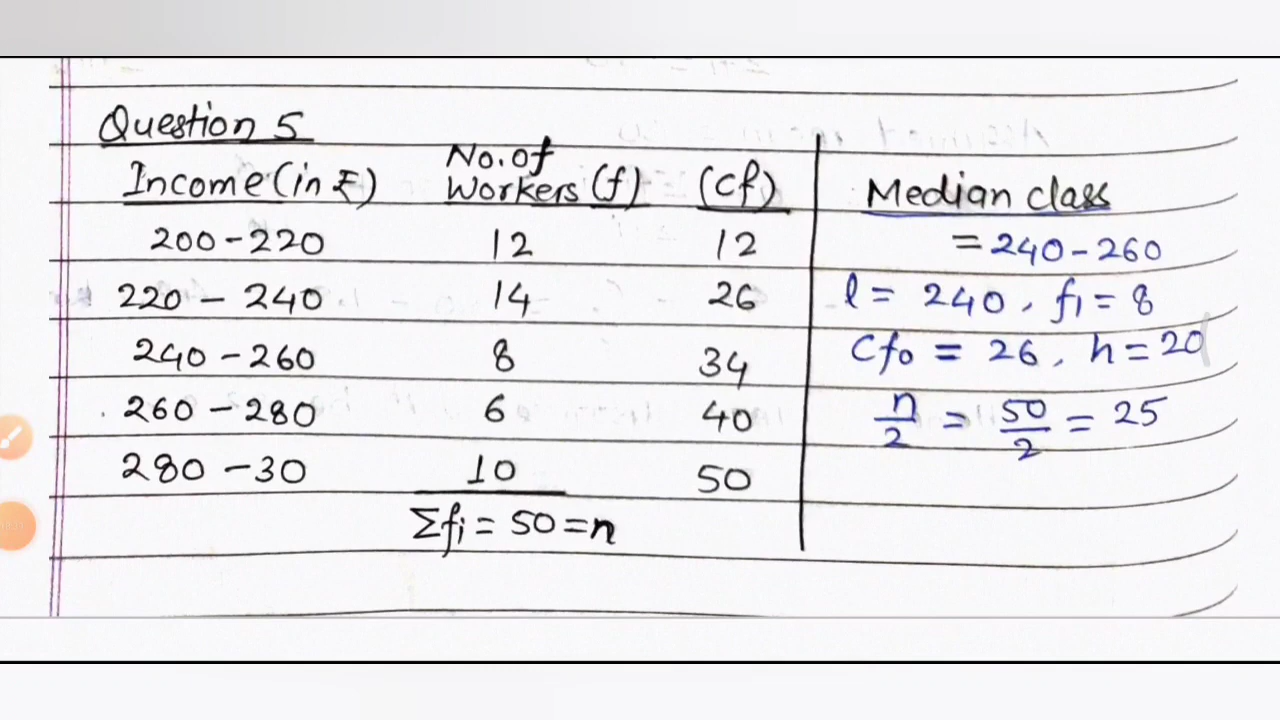 Question 5
Income (in ₹) No. of Workers (f) (Cf)
200-220 12 12
220 - 240 14 26
240 - 260 8 34
260 - 280 6 40
280 - 30 10 50
Σfi = 50 = n
Median class
= 240 - 260
l = 240, f1 = 8
Cf0 = 26, h = 20
n/2 = 50/2 = 25